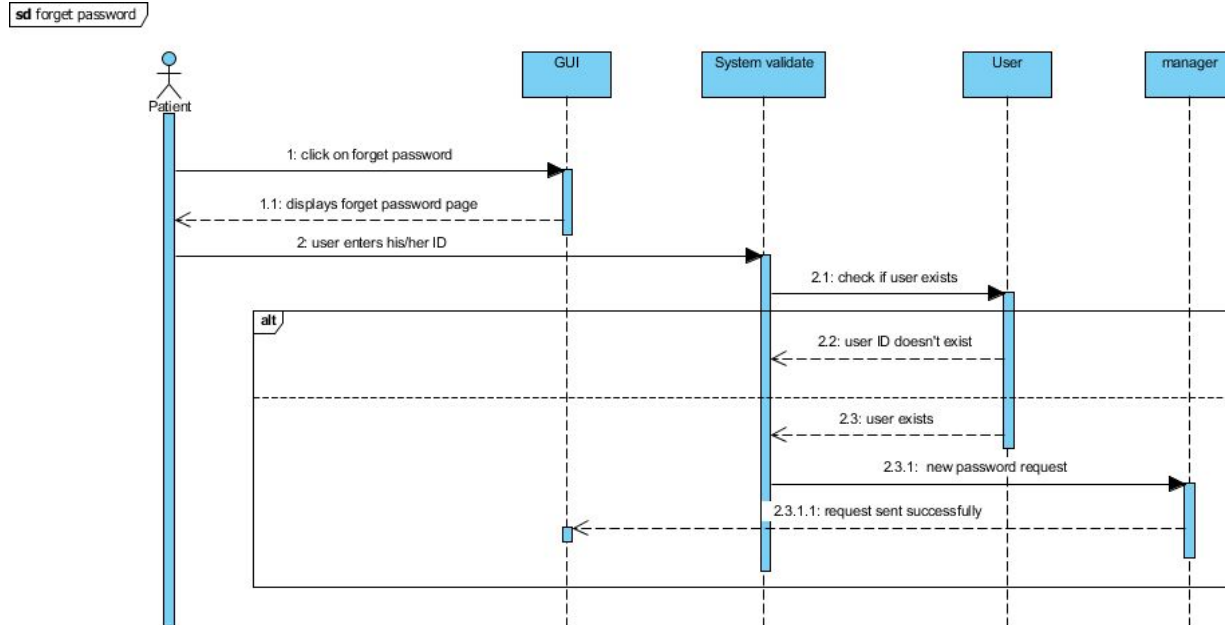 sd forget password
Patient
GUI
System validate
User
manager
1: click on forget password
1.1: displays forget password page
2: user enters his/her ID
2.1: check if user exists
alt
2.2: user ID doesn't exist
2.3: user exists
2.3.1: new password request
2.3.1.1: request sent successfully